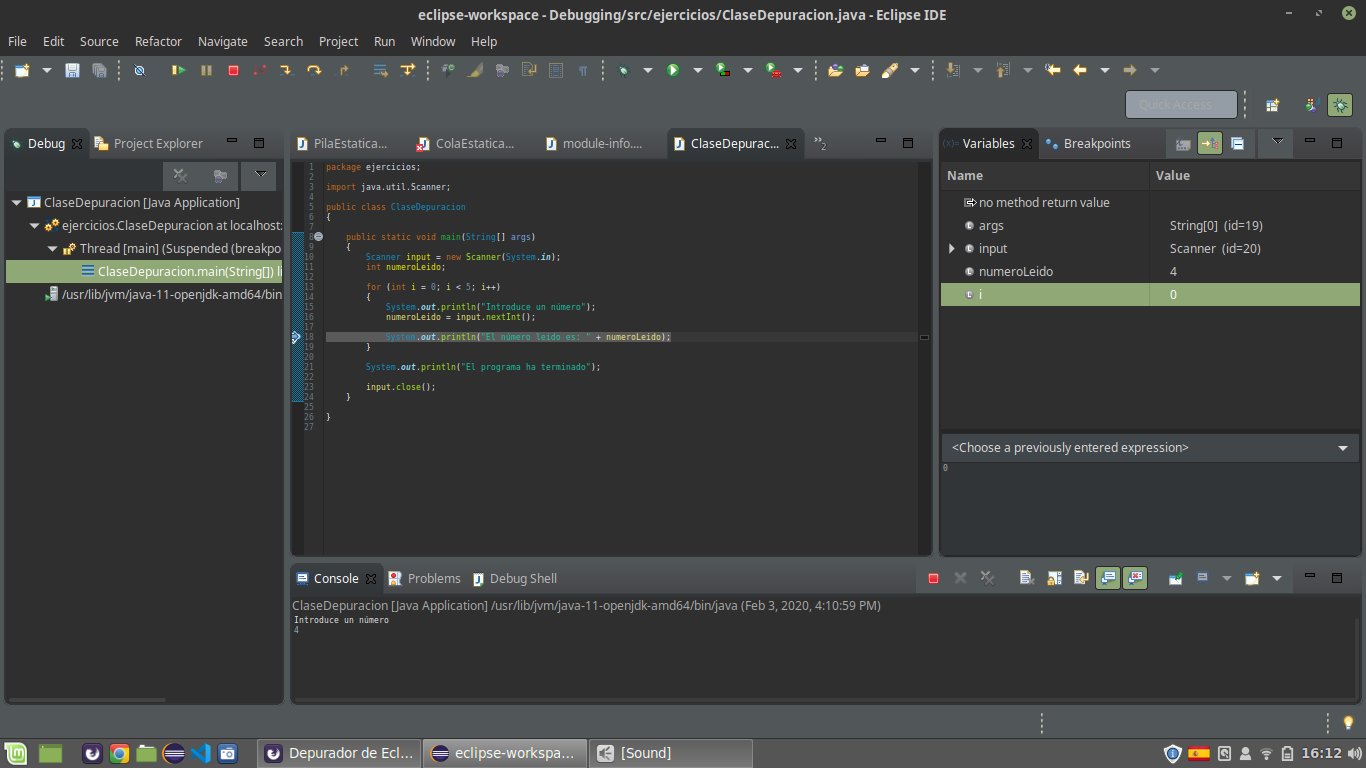 eclipse-workspace - Debugging/src/ejercicios/ClaseDepuracion.java - Eclipse IDE
File Edit Source Refactor Navigate Search Project Run Window Help
Quick Access
Debug
Project Explorer
ClaseDepuracion [Java Application]
ejercicios.ClaseDepuracion at localhost:
Thread [main] (Suspended (breakpo
ClaseDepuracion.main(String[]) li
/usr/lib/jvm/java-11-openjdk-amd64/bin
PilaEstatica...
ColaEstatica...
module-info....
ClaseDepurac...
»2
1 package ejercicios;
2
3 import java.util.Scanner;
4
5 public class ClaseDepuracion
6 {
7
8 public static void main(String[] args)
9 {
10 Scanner input = new Scanner(System.in);
11 int numeroLeido;
12
13 for (int i = 0; i < 5; i++)
14 {
15 System.out.println("Introduce un número");
16 numeroLeido = input.nextInt();
17
18 System.out.println("El número leido es: " + numeroLeido);
19 }
20
21 System.out.println("El programa ha terminado");
22
23 input.close();
24 }
25
26 }
27
Variables
Breakpoints
Name Value
no method return value
args String[0] (id=19)
input Scanner (id=20)
numeroLeido 4
i 0
<Choose a previously entered expression>
0
Console
Problems
Debug Shell
ClaseDepuracion [Java Application] /usr/lib/jvm/java-11-openjdk-amd64/bin/java (Feb 3, 2020, 4:10:59 PM)
Introduce un número
4
Depurador de Ecl...
eclipse-workspa...
[Sound]
16:12